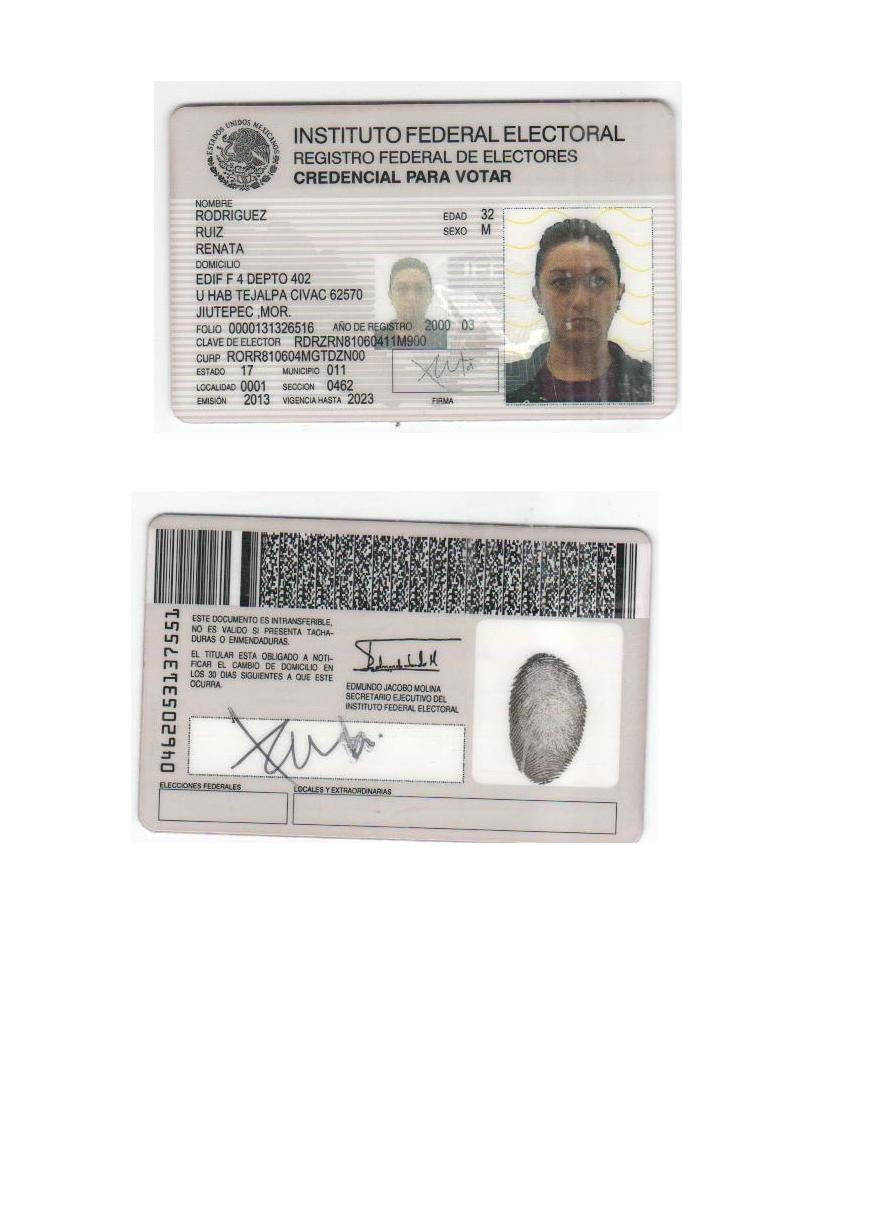 ESTADOS UNIDOS MEXICANOS
INSTITUTO FEDERAL ELECTORAL
REGISTRO FEDERAL DE ELECTORES
CREDENCIAL PARA VOTAR
NOMBRE
RODRIGUEZ EDAD 32
RUIZ SEXO M
RENATA
DOMICILIO
EDIF F 4 DEPTO 402
U HAB TEJALPA CIVAC 62570
JIUTEPEC ,MOR.
FOLIO 0000131326516 AÑO DE REGISTRO 2000 03
CLAVE DE ELECTOR RDRZRN81060411M900
CURP RORR810604MGTDZN00
ESTADO 17 MUNICIPIO 011
LOCALIDAD 0001 SECCION 0462
EMISIÓN 2013 VIGENCIA HASTA 2023 FIRMA
0462053137551
ESTE DOCUMENTO ES INTRANSFERIBLE,
NO ES VALIDO SI PRESENTA TACHA-
DURAS O ENMENDADURAS.
EL TITULAR ESTA OBLIGADO A NOTI-
FICAR EL CAMBIO DE DOMICILIO EN
LOS 30 DIAS SIGUIENTES A QUE ESTE
OCURRA.
EDMUNDO JACOBO MOLINA
SECRETARIO EJECUTIVO DEL
INSTITUTO FEDERAL ELECTORAL
ELECCIONES FEDERALES
LOCALES Y EXTRAORDINARIAS